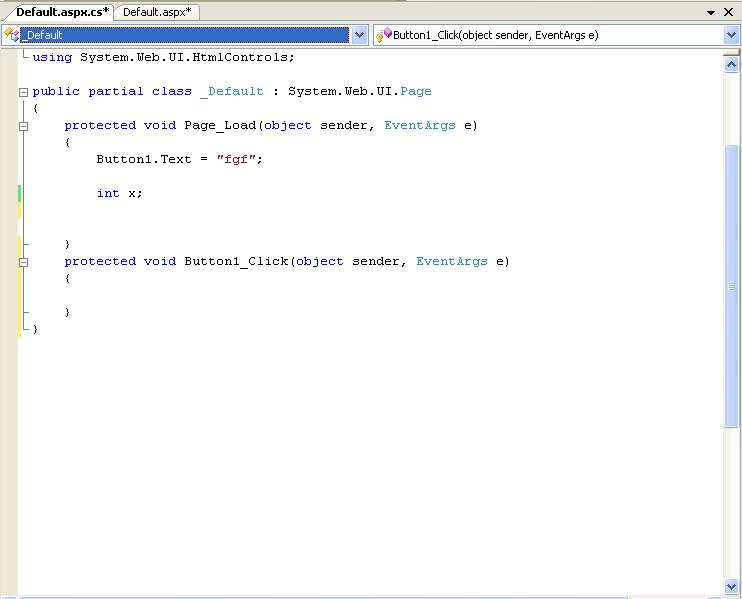 Default.aspx.cs* Default.aspx*
_Default Button1_Click(object sender, EventArgs e)
using System.Web.UI.HtmlControls;
public partial class _Default : System.Web.UI.Page
{
    protected void Page_Load(object sender, EventArgs e)
    {
        Button1.Text = "fgf";
        int x;
    }
    protected void Button1_Click(object sender, EventArgs e)
    {
    }
}